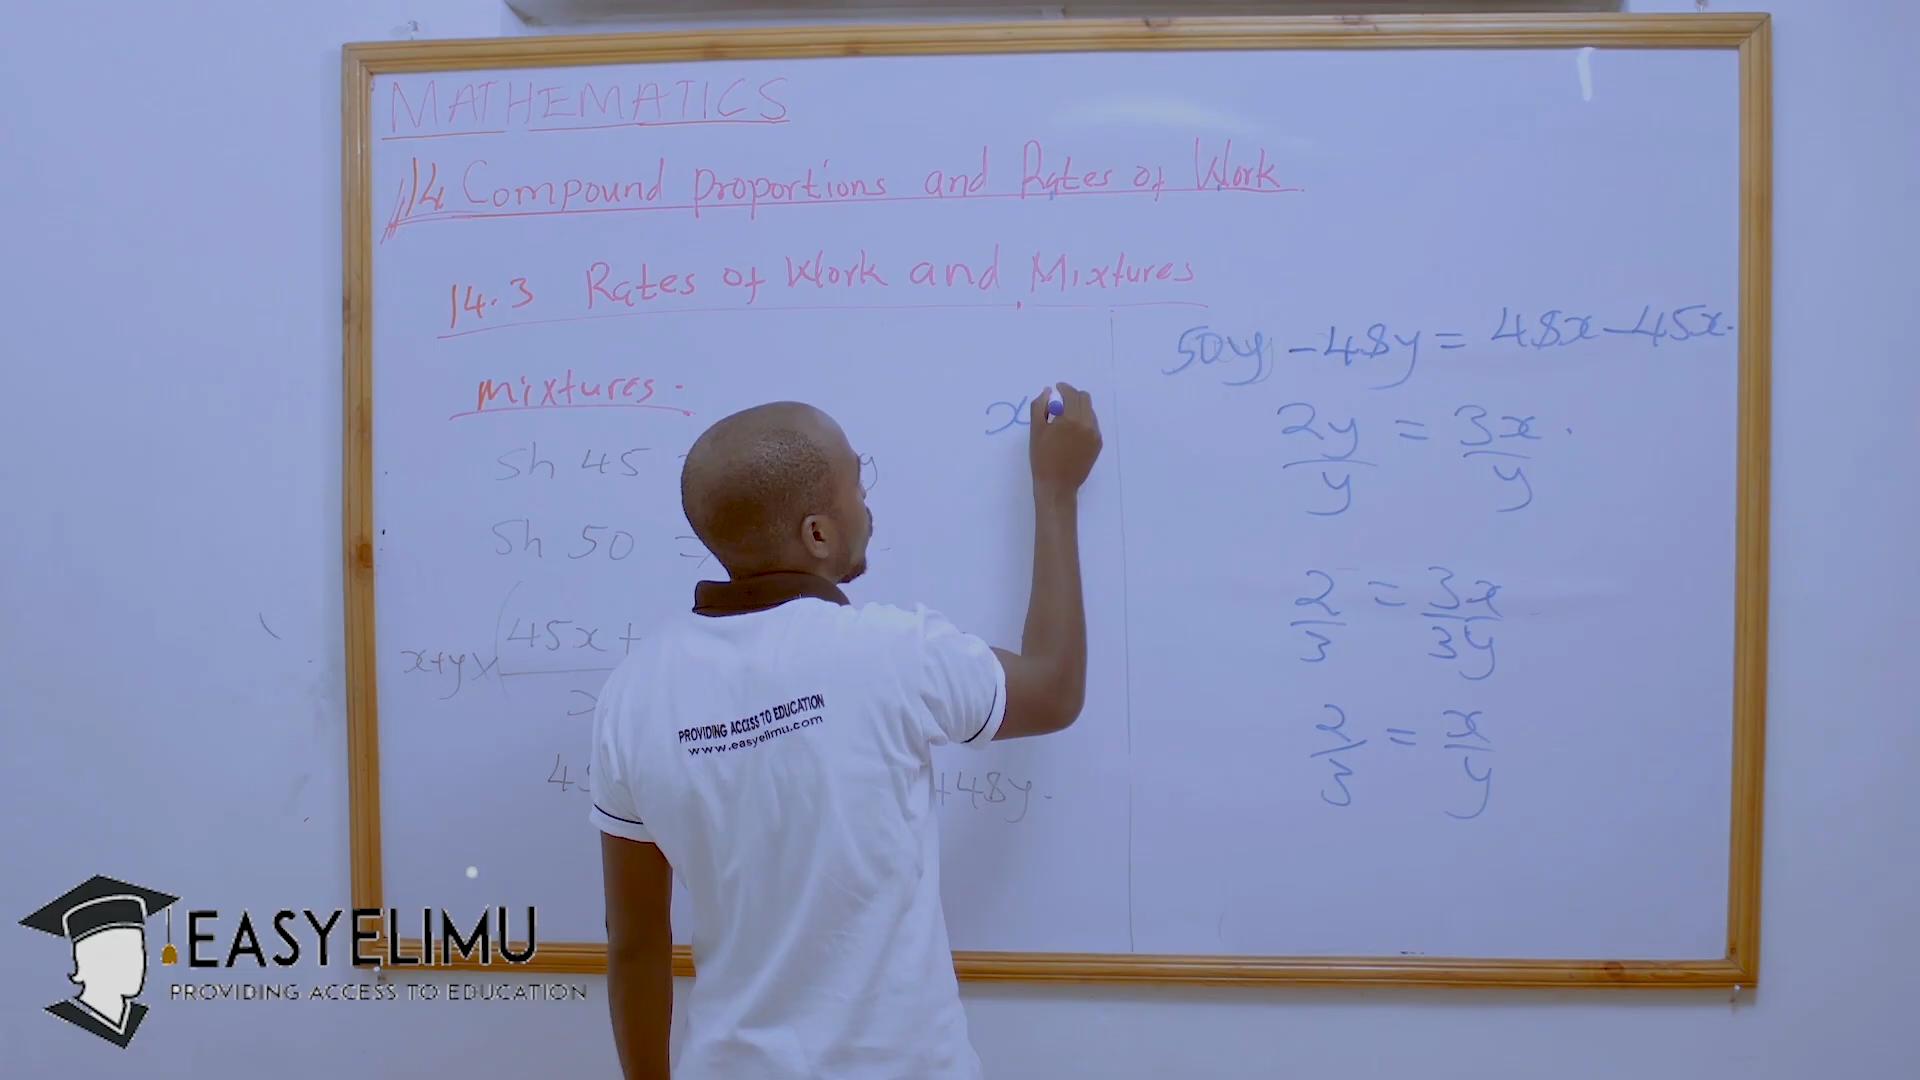 MATHEMATICS
14 Compound proportions and Rates of Work
14.3 Rates of Work and Mixtures
mixtures.
Sh 45
y
Sh 50 =>
x+y × (45x+
+48y.
x
50y - 48y = 48x - 45x.
2y = 3x.
y y
2 = 3x
3 3y
2 = x
3 y
PROVIDING ACCESS TO EDUCATION
www.easyelimu.com
EASYELIMU
PROVIDING ACCESS TO EDUCATION